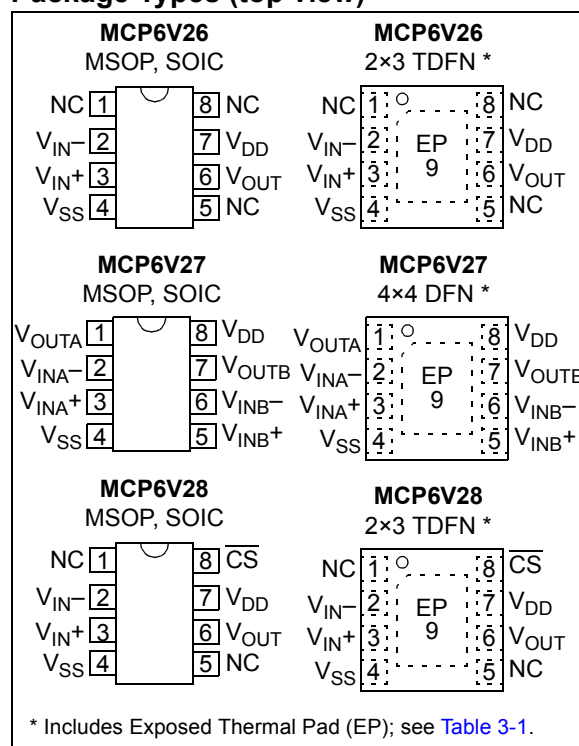 MCP6V26
MSOP, SOIC
NC 1 8 NC
VIN– 2 7 VDD
VIN+ 3 6 VOUT
VSS 4 5 NC
MCP6V26
2×3 TDFN *
NC 1 8 NC
VIN– 2 7 VDD
VIN+ 3 6 VOUT
VSS 4 5 NC
EP
9
MCP6V27
MSOP, SOIC
VOUTA 1 8 VDD
VINA– 2 7 VOUTB
VINA+ 3 6 VINB–
VSS 4 5 VINB+
MCP6V27
4×4 DFN *
VOUTA 1 8 VDD
VINA– 2 7 VOUTB
VINA+ 3 6 VINB–
VSS 4 5 VINB+
EP
9
MCP6V28
MSOP, SOIC
NC 1 8 CS
VIN– 2 7 VDD
VIN+ 3 6 VOUT
VSS 4 5 NC
MCP6V28
2×3 TDFN *
NC 1 8 CS
VIN– 2 7 VDD
VIN+ 3 6 VOUT
VSS 4 5 NC
EP
9
* Includes Exposed Thermal Pad (EP); see Table 3-1.